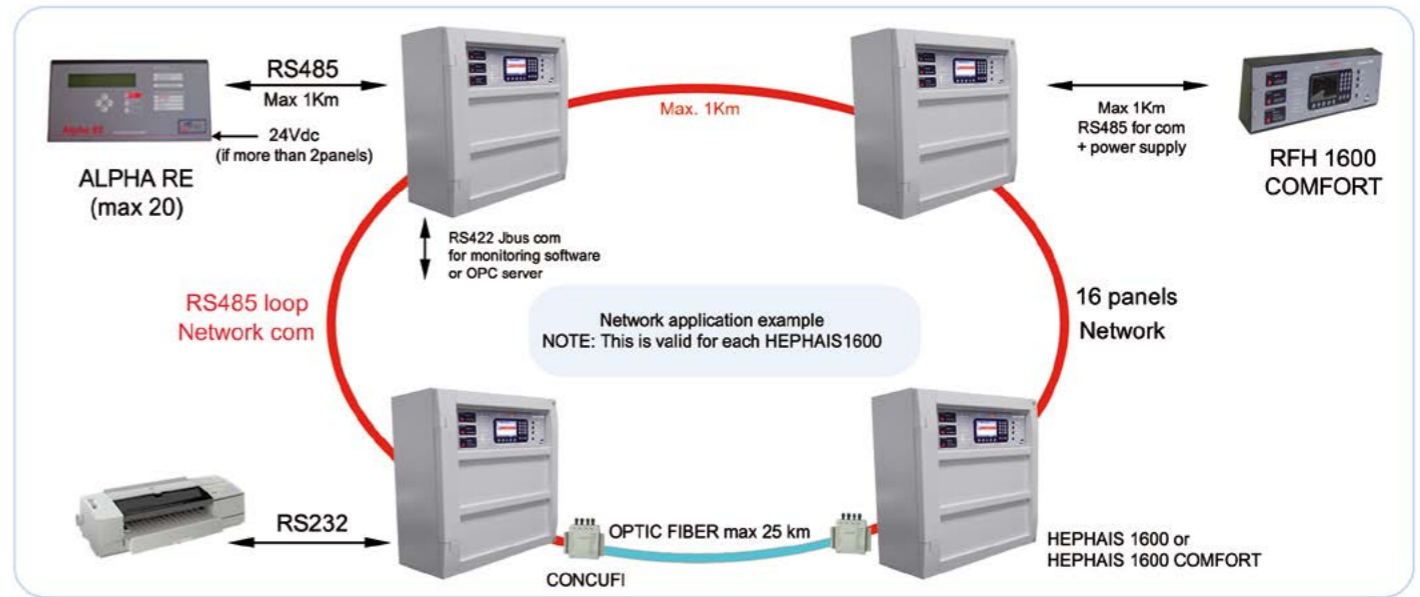 RS485
Max 1Km
24Vdc
(if more than 2panels)
ALPHA RE
(max 20)
Max. 1Km
Max 1Km
RS485 for com
+ power supply
RFH 1600
COMFORT
RS422 Jbus com
for monitoring software
or OPC server
RS485 loop
Network com
Network application example
NOTE: This is valid for each HEPHAIS1600
16 panels
Network
RS232
OPTIC FIBER max 25 km
CONCUFI
HEPHAIS 1600 or
HEPHAIS 1600 COMFORT